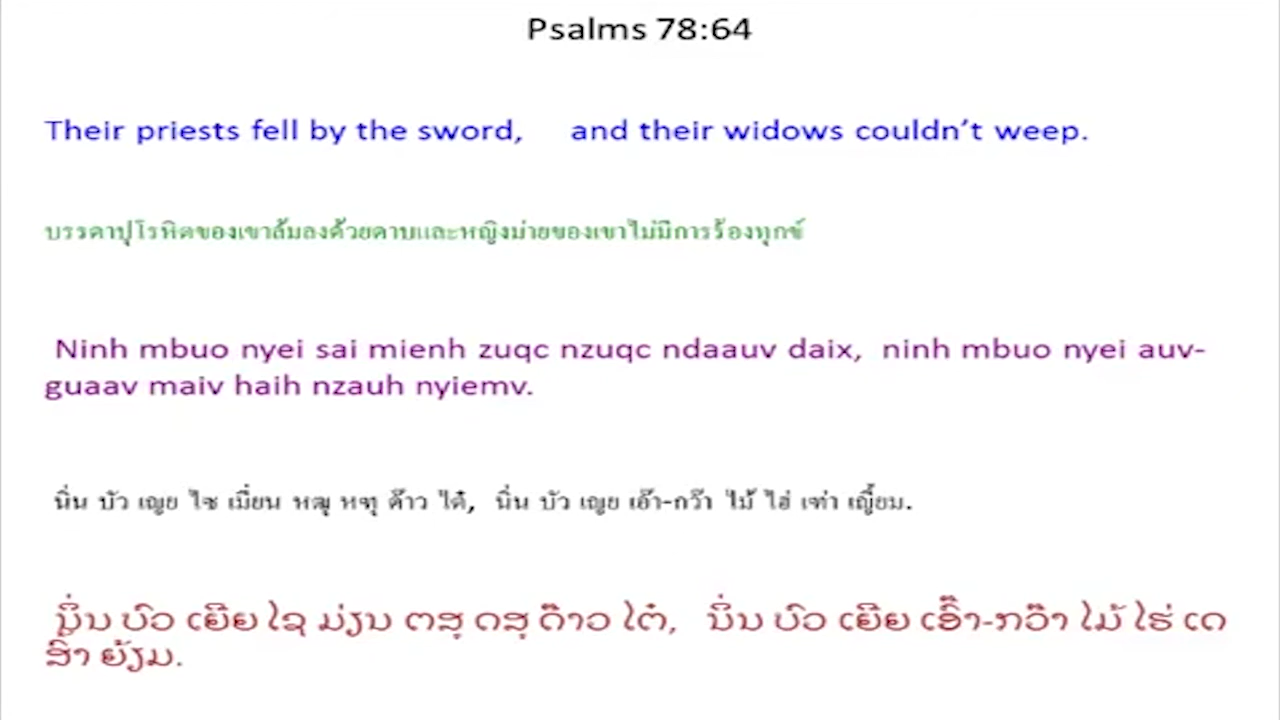 Psalms 78:64
Their priests fell by the sword, and their widows couldn't weep.
บรรดาปุโรหิตของเขาล้มลงด้วยดาบและหญิงม่ายของเขาไม่มีการร้องทุกข์
Ninh mbuo nyei sai mienh zuqc nzuqc ndaauv daix, ninh mbuo nyei auv-
guaav maiv haih nzauh nyiemv.
นิ่น บัว เญย ไซ เมี่ยน หฒุ หฑุ ด๊าว ไต๋, นิ่น บัว เญย เอ๊า-กว๊า ไม้ ไฮ่ เฑ่า เญี้ยม.
ນິ່ນ ບົວ ເຍີຍ ໄຊ ມ່ຽນ ຕສຸ ດສຸ ດ໊າວ ໄຕ໋, ນິ່ນ ບົວ ເຍີຍ ເອົ໊າ-ກວ໊າ ໄມ້ ໄຮ່ ເດ
ສົ່າ ຍ້ຽມ.